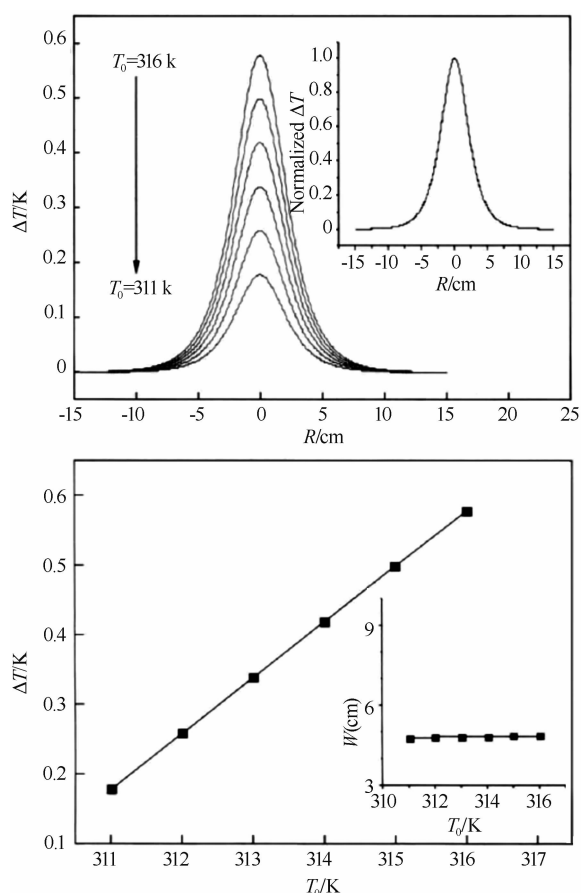 0.6
0.5
0.4
0.3
0.2
0.1
0
ΔT/K
T₀=316 k
T₀=311 k
-15 -10 -5 0 5 10 15 20 25
R/cm
1.0
0.8
0.6
0.4
0.2
0
Normalized ΔT
-15 -10 -5 0 5 10 15
R/cm
0.6
0.5
0.4
0.3
0.2
0.1
ΔT/K
311 312 313 314 315 316 317
T₀/K
9
6
3
W(cm)
310 312 314 316
T₀/K